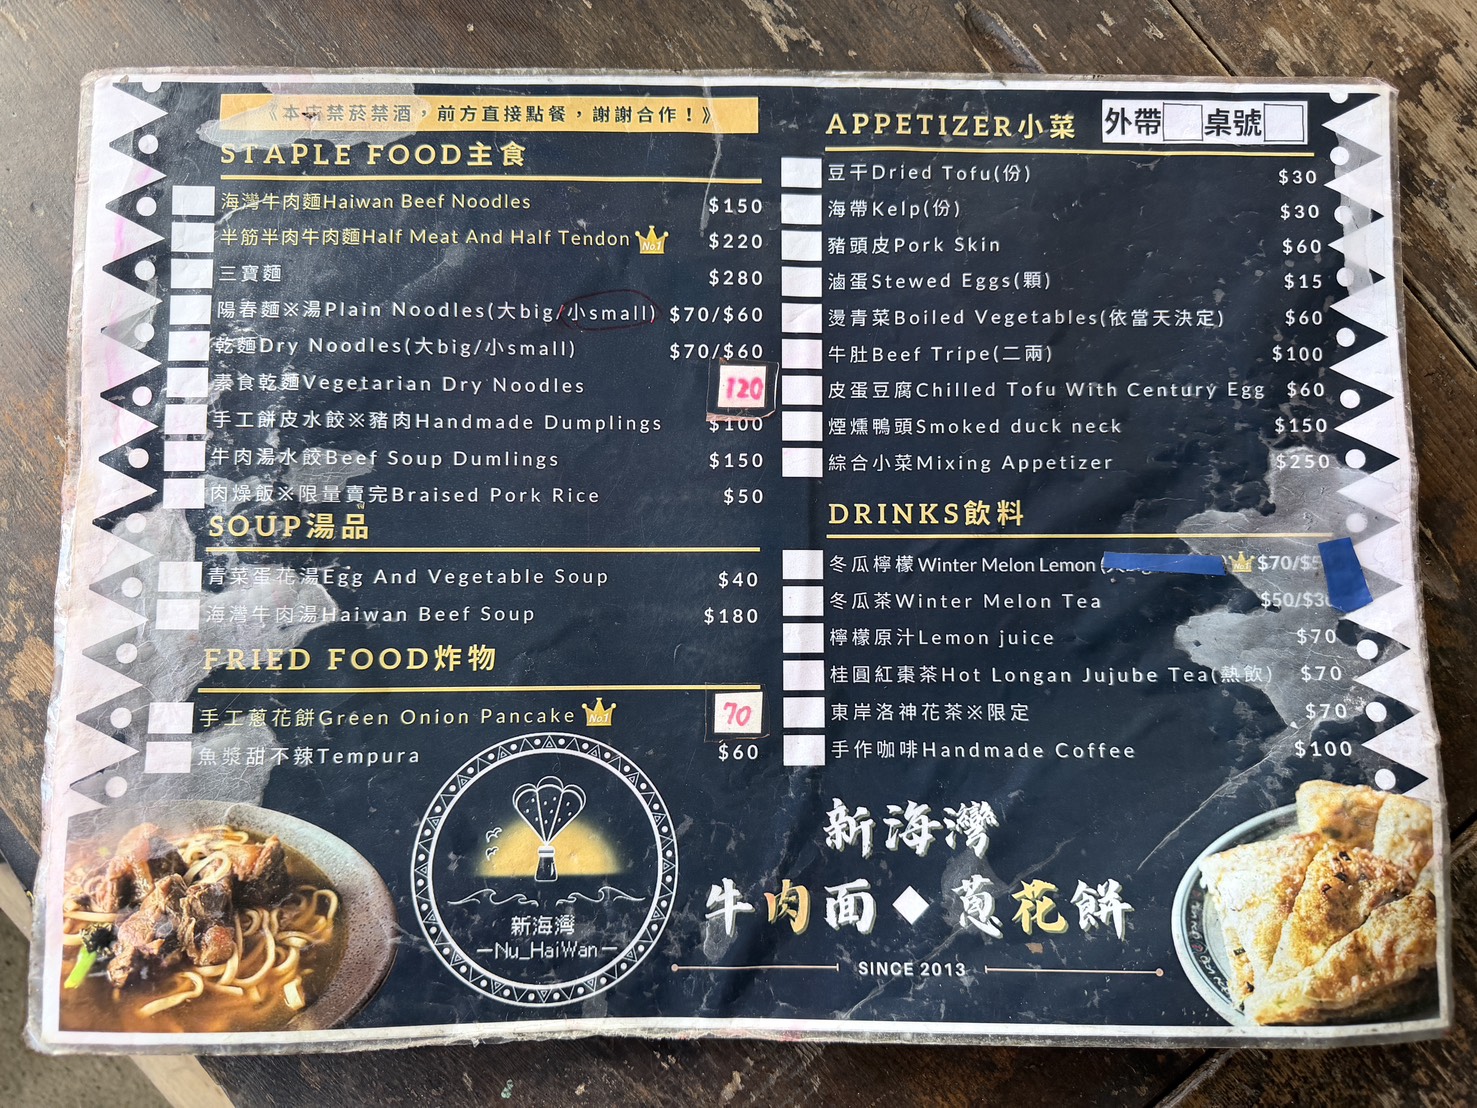 《本店禁菸禁酒，前方直接點餐，謝謝合作！》
STAPLE FOOD主食
海灣牛肉麵Haiwan Beef Noodles $150
半筋半肉牛肉麵Half Meat And Half Tendon No.1 $220
三寶麵 $280
陽春麵※湯Plain Noodles(大big/小small) $70/$60
乾麵Dry Noodles(大big/小small) $70/$60
素食乾麵Vegetarian Dry Noodles 120
手工餅皮水餃※豬肉Handmade Dumplings $100
牛肉湯水餃Beef Soup Dumlings $150
肉燥飯※限量賣完Braised Pork Rice $50
SOUP湯品
青菜蛋花湯Egg And Vegetable Soup $40
海灣牛肉湯Haiwan Beef Soup $180
FRIED FOOD炸物
手工蔥花餅Green Onion Pancake No.1 70
魚漿甜不辣Tempura $60
新海灣
Nu_HaiWan
APPETIZER小菜
外帶 桌號
豆干Dried Tofu(份) $30
海帶Kelp(份) $30
豬頭皮Pork Skin $60
滷蛋Stewed Eggs(顆) $15
燙青菜Boiled Vegetables(依當天決定) $60
牛肚Beef Tripe(二兩) $100
皮蛋豆腐Chilled Tofu With Century Egg $60
煙燻鴨頭Smoked duck neck $150
綜合小菜Mixing Appetizer $250
DRINKS飲料
冬瓜檸檬Winter Melon Lemon No.1 $70/$5
冬瓜茶Winter Melon Tea $50/$3
檸檬原汁Lemon juice $70
桂圓紅棗茶Hot Longan Jujube Tea(熱飲) $70
東岸洛神花茶※限定 $70
手作咖啡Handmade Coffee $100
新海灣
牛肉面◆蔥花餅
SINCE 2013